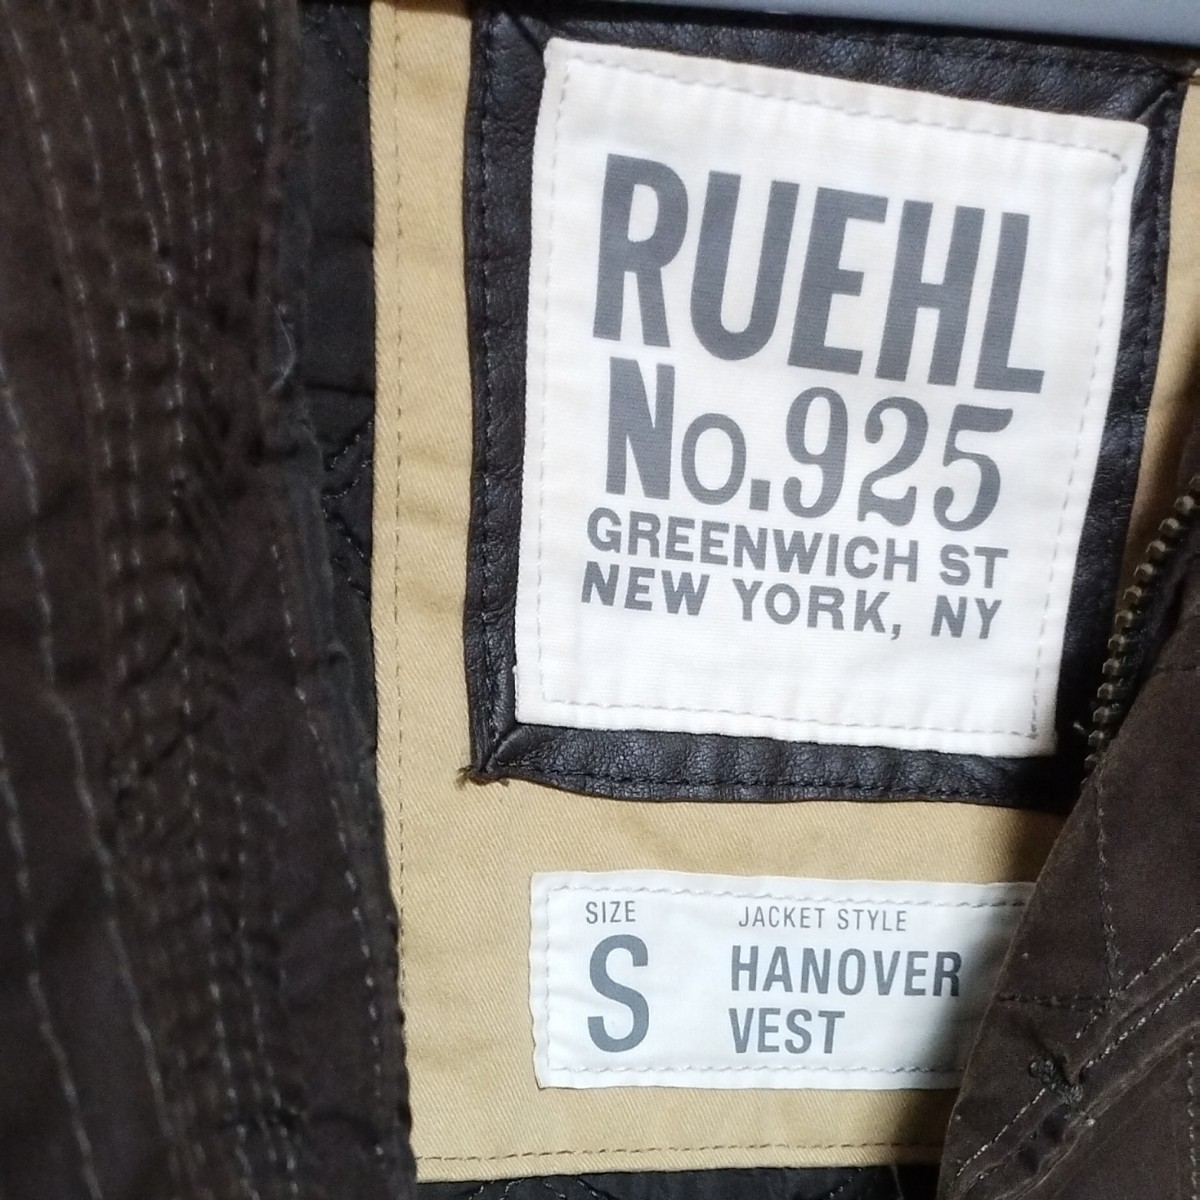 RUEHL
No.925
GREENWICH ST
NEW YORK, NY
SIZE
S
JACKET STYLE
HANOVER
VEST